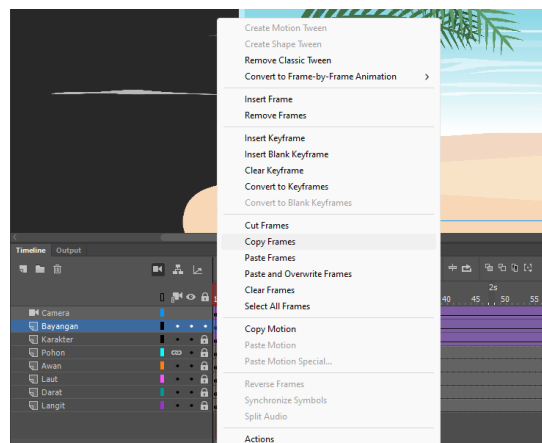 Create Motion Tween
Create Shape Tween
Remove Classic Tween
Convert to Frame-by-Frame Animation
Insert Frame
Remove Frames
Insert Keyframe
Insert Blank Keyframe
Clear Keyframe
Convert to Keyframes
Convert to Blank Keyframes
Cut Frames
Copy Frames
Paste Frames
Paste and Overwrite Frames
Clear Frames
Select All Frames
Copy Motion
Paste Motion
Paste Motion Special...
Reverse Frames
Synchronize Symbols
Split Audio
Actions
Timeline Output
2s
40 45 50 55
Camera
Bayangan
Karakter
Pohon
Awan
Laut
Darat
Langit